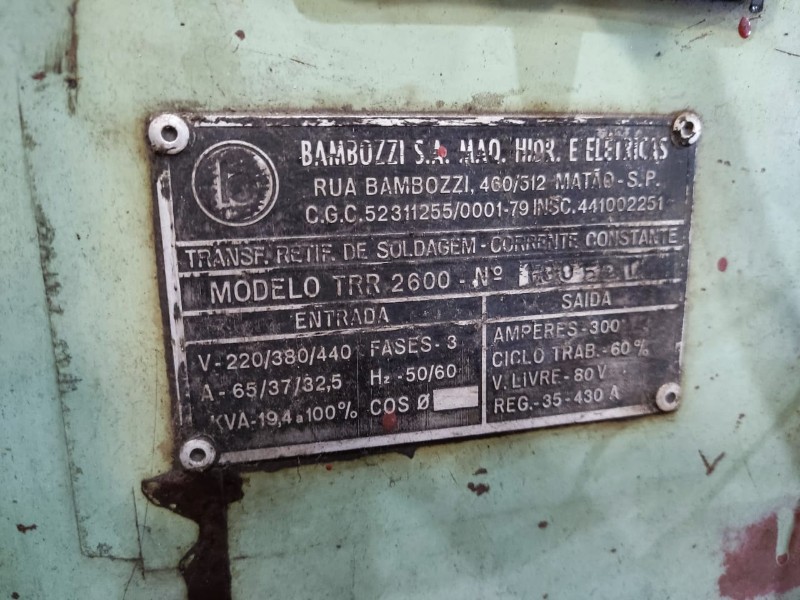 BAMBOZZI S.A. MAQ. HIDR. E ELETRICAS
RUA BAMBOZZI, 460/512 MATÃO - S.P.
C.G.C. 52311255/0001-79 INSC. 441002251
TRANSF. RETIF. DE SOLDAGEM - CORRENTE CONSTANTE
MODELO TRR 2600 - Nº
ENTRADA
V - 220/380/440 FASES - 3
A - 65/37/32,5 Hz - 50/60
KVA - 19,4 a 100% COS Ø
SAIDA
AMPERES - 300
CICLO TRAB. - 60%
V. LIVRE - 80 V
REG. - 35 - 430 A